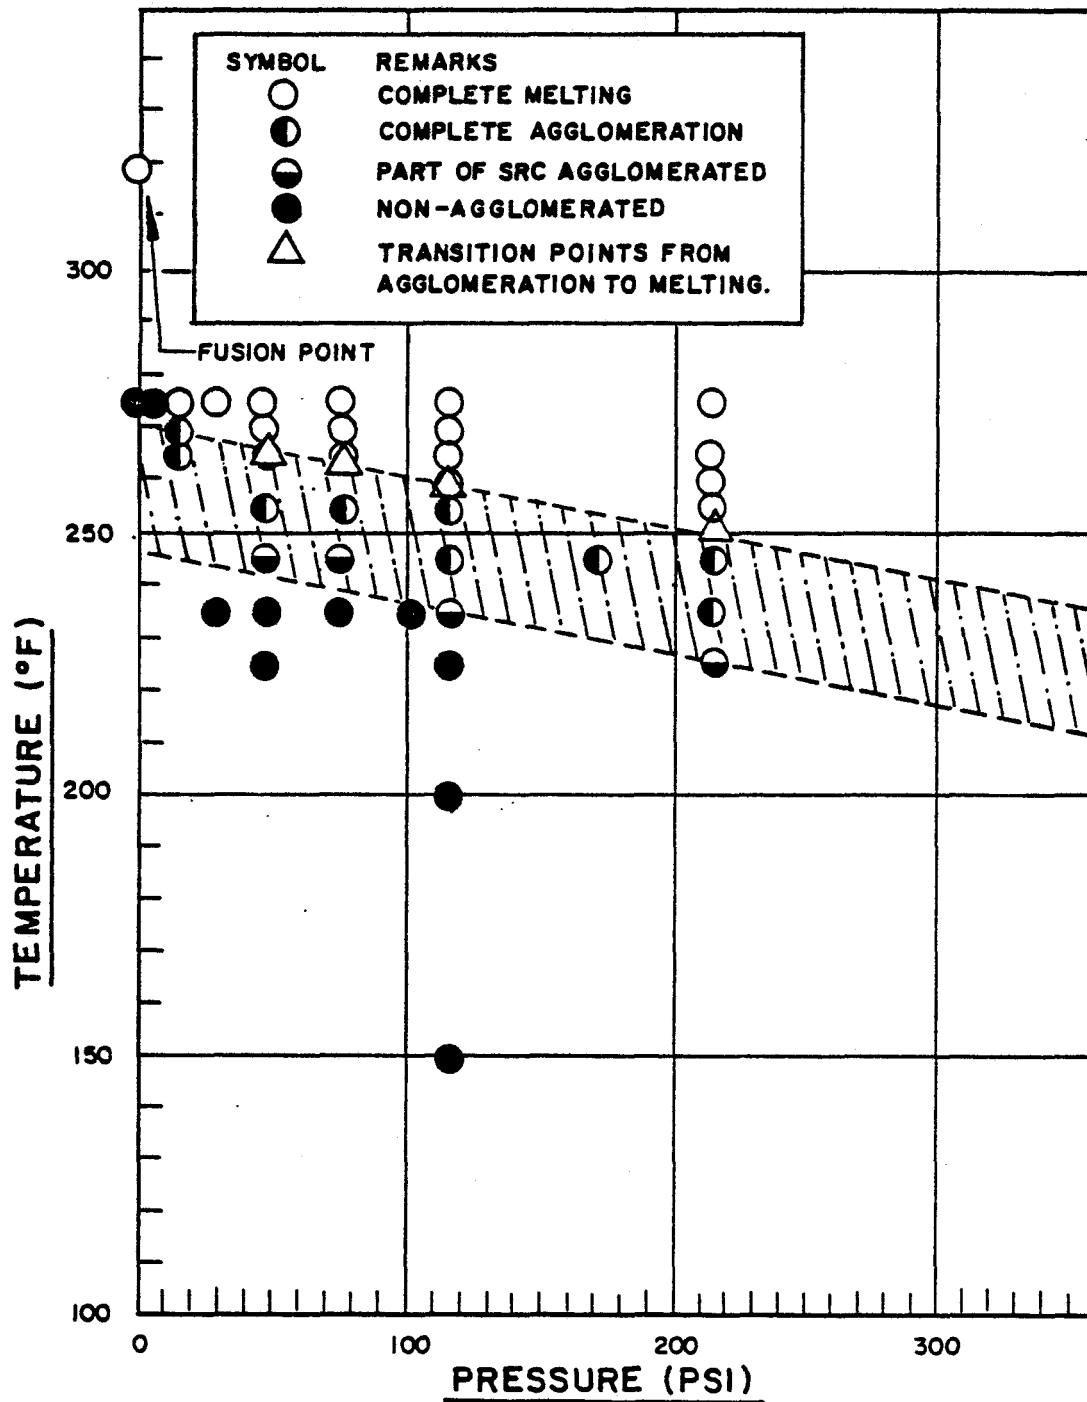 SYMBOL REMARKS
COMPLETE MELTING
COMPLETE AGGLOMERATION
PART OF SRC AGGLOMERATED
NON-AGGLOMERATED
TRANSITION POINTS FROM
AGGLOMERATION TO MELTING.
300
FUSION POINT
250
200
150
100
TEMPERATURE (°F)
0 100 200 300
PRESSURE (PSI)